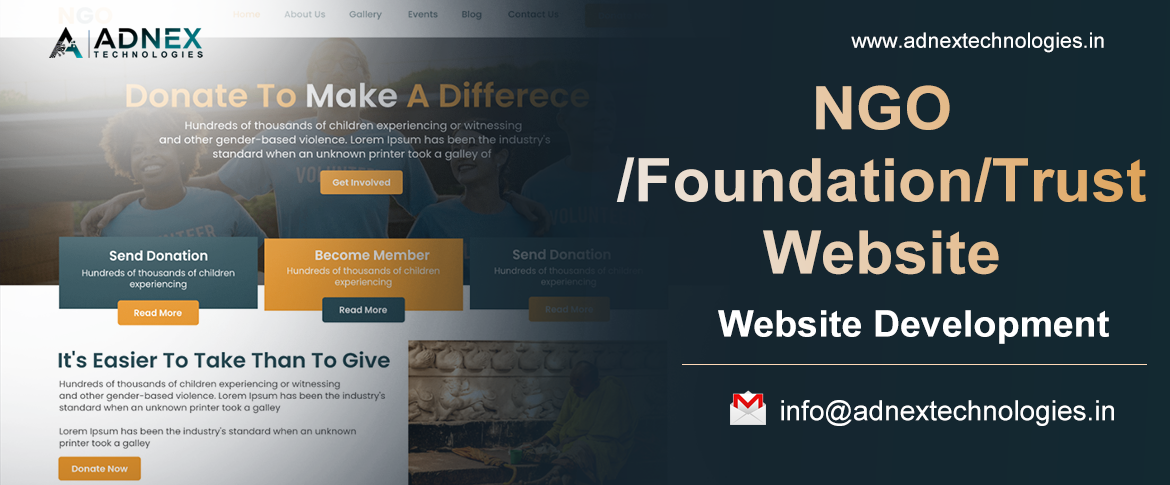 NGO
Home About Us Gallery Events Blog Contact Us
ADNEX
TECHNOLOGIES
Donate To Make A Differece
Hundreds of thousands of children experiencing or witnessing
and other gender-based violence. Lorem Ipsum has been the industry's
standard when an unknown printer took a galley of
VOLUNTEER
Get Involved
VOLUNTEER
VOLUNTEER
Send Donation
Hundreds of thousands of children
experiencing
Read More
Become Member
Hundreds of thousands of children
experiencing
Read More
Send Donation
Hundreds of thousands of children
experiencing
Read More
It's Easier To Take Than To Give
Hundreds of thousands of children experiencing or witnessing
and other gender-based violence. Lorem Ipsum has been the industry's
standard when an unknown printer took a galley
Lorem Ipsum has been the industry's standard when an unknown
printer took a galley
Donate Now
www.adnextechnologies.in
NGO
/Foundation/Trust
Website
Website Development
info@adnextechnologies.in